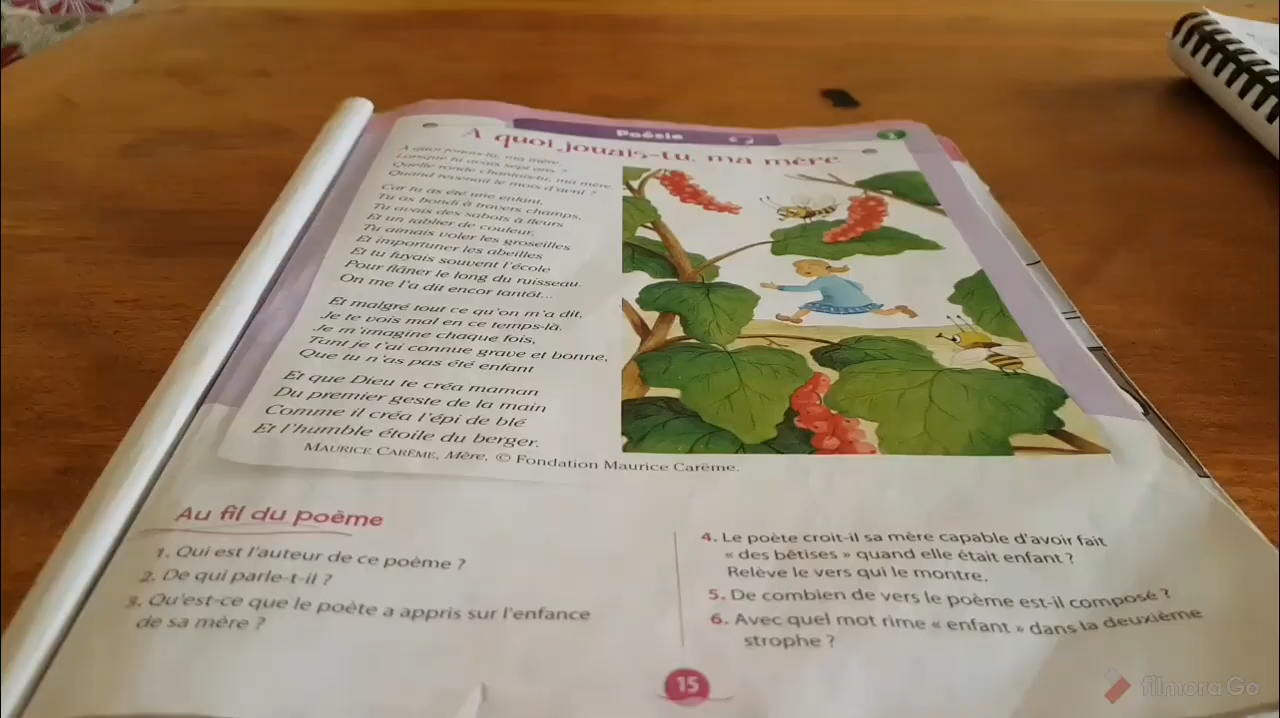 Poésie
A quoi jouais-tu, ma mère
A quoi jouais-tu, ma mère,
Lorsque tu avais sept ans ?
Quelle ronde chantais-tu, ma mère,
Quand revenait le mois d'avril ?
Car tu as été une enfant,
Tu as bondi à travers champs,
Tu avais des sabots à fleurs
Et un tablier de couleur.
Tu aimais voler les groseilles
Et importuner les abeilles
Et tu fuyais souvent l'école
Pour flâner le long du ruisseau.
On me l'a dit encor tantôt...
Et malgré tout ce qu'on m'a dit,
Je te vois mal en ce temps-là.
Je m'imagine chaque fois,
Tant je t'ai connue grave et bonne,
Que tu n'as pas été enfant
Et que Dieu te créa maman
Du premier geste de la main
Comme il créa l'épi de blé
Et l'humble étoile du berger.
MAURICE CARÊME, Mère, © Fondation Maurice Carême.
Au fil du poème
1. Qui est l'auteur de ce poème ?
2. De qui parle-t-il ?
3. Qu'est-ce que le poète a appris sur l'enfance
de sa mère ?
4. Le poète croit-il sa mère capable d'avoir fait
« des bêtises » quand elle était enfant ?
Relève le vers qui le montre.
5. De combien de vers le poème est-il composé ?
6. Avec quel mot rime « enfant » dans la deuxième
strophe ?
15
filmora Go